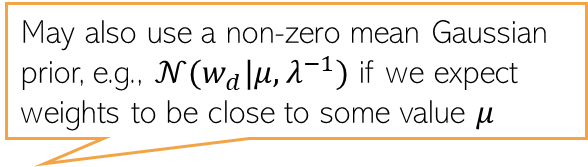 May also use a non-zero mean Gaussian
prior, e.g., 𝒩(w_d|μ, λ⁻¹) if we expect
weights to be close to some value μ